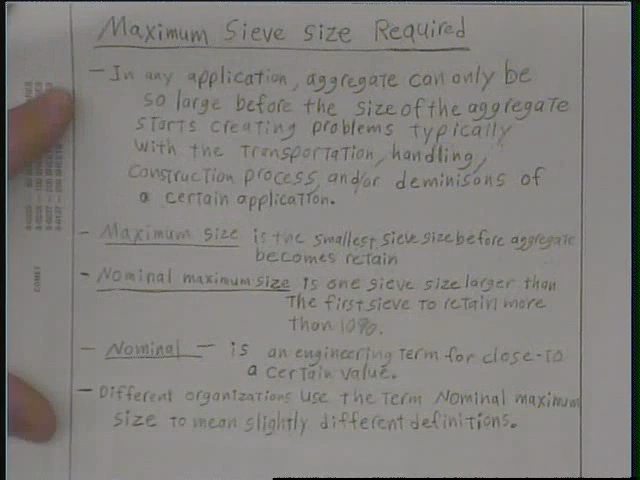 Maximum Sieve Size Required
- In any application, aggregate can only be
so large before the size of the aggregate
starts creating problems typically
with the transportation, handling,
construction process, and/or deminisons of
a certain application.
- Maximum size is the smallest sieve size before aggregate
becomes retain
- Nominal maximum size is one sieve size larger than
The first sieve to retain more
than 10%.
- Nominal - is an engineering term for close-to
a certain value.
- Different organizations use the term Nominal maximum
size to mean slightly different definitions.
COMET